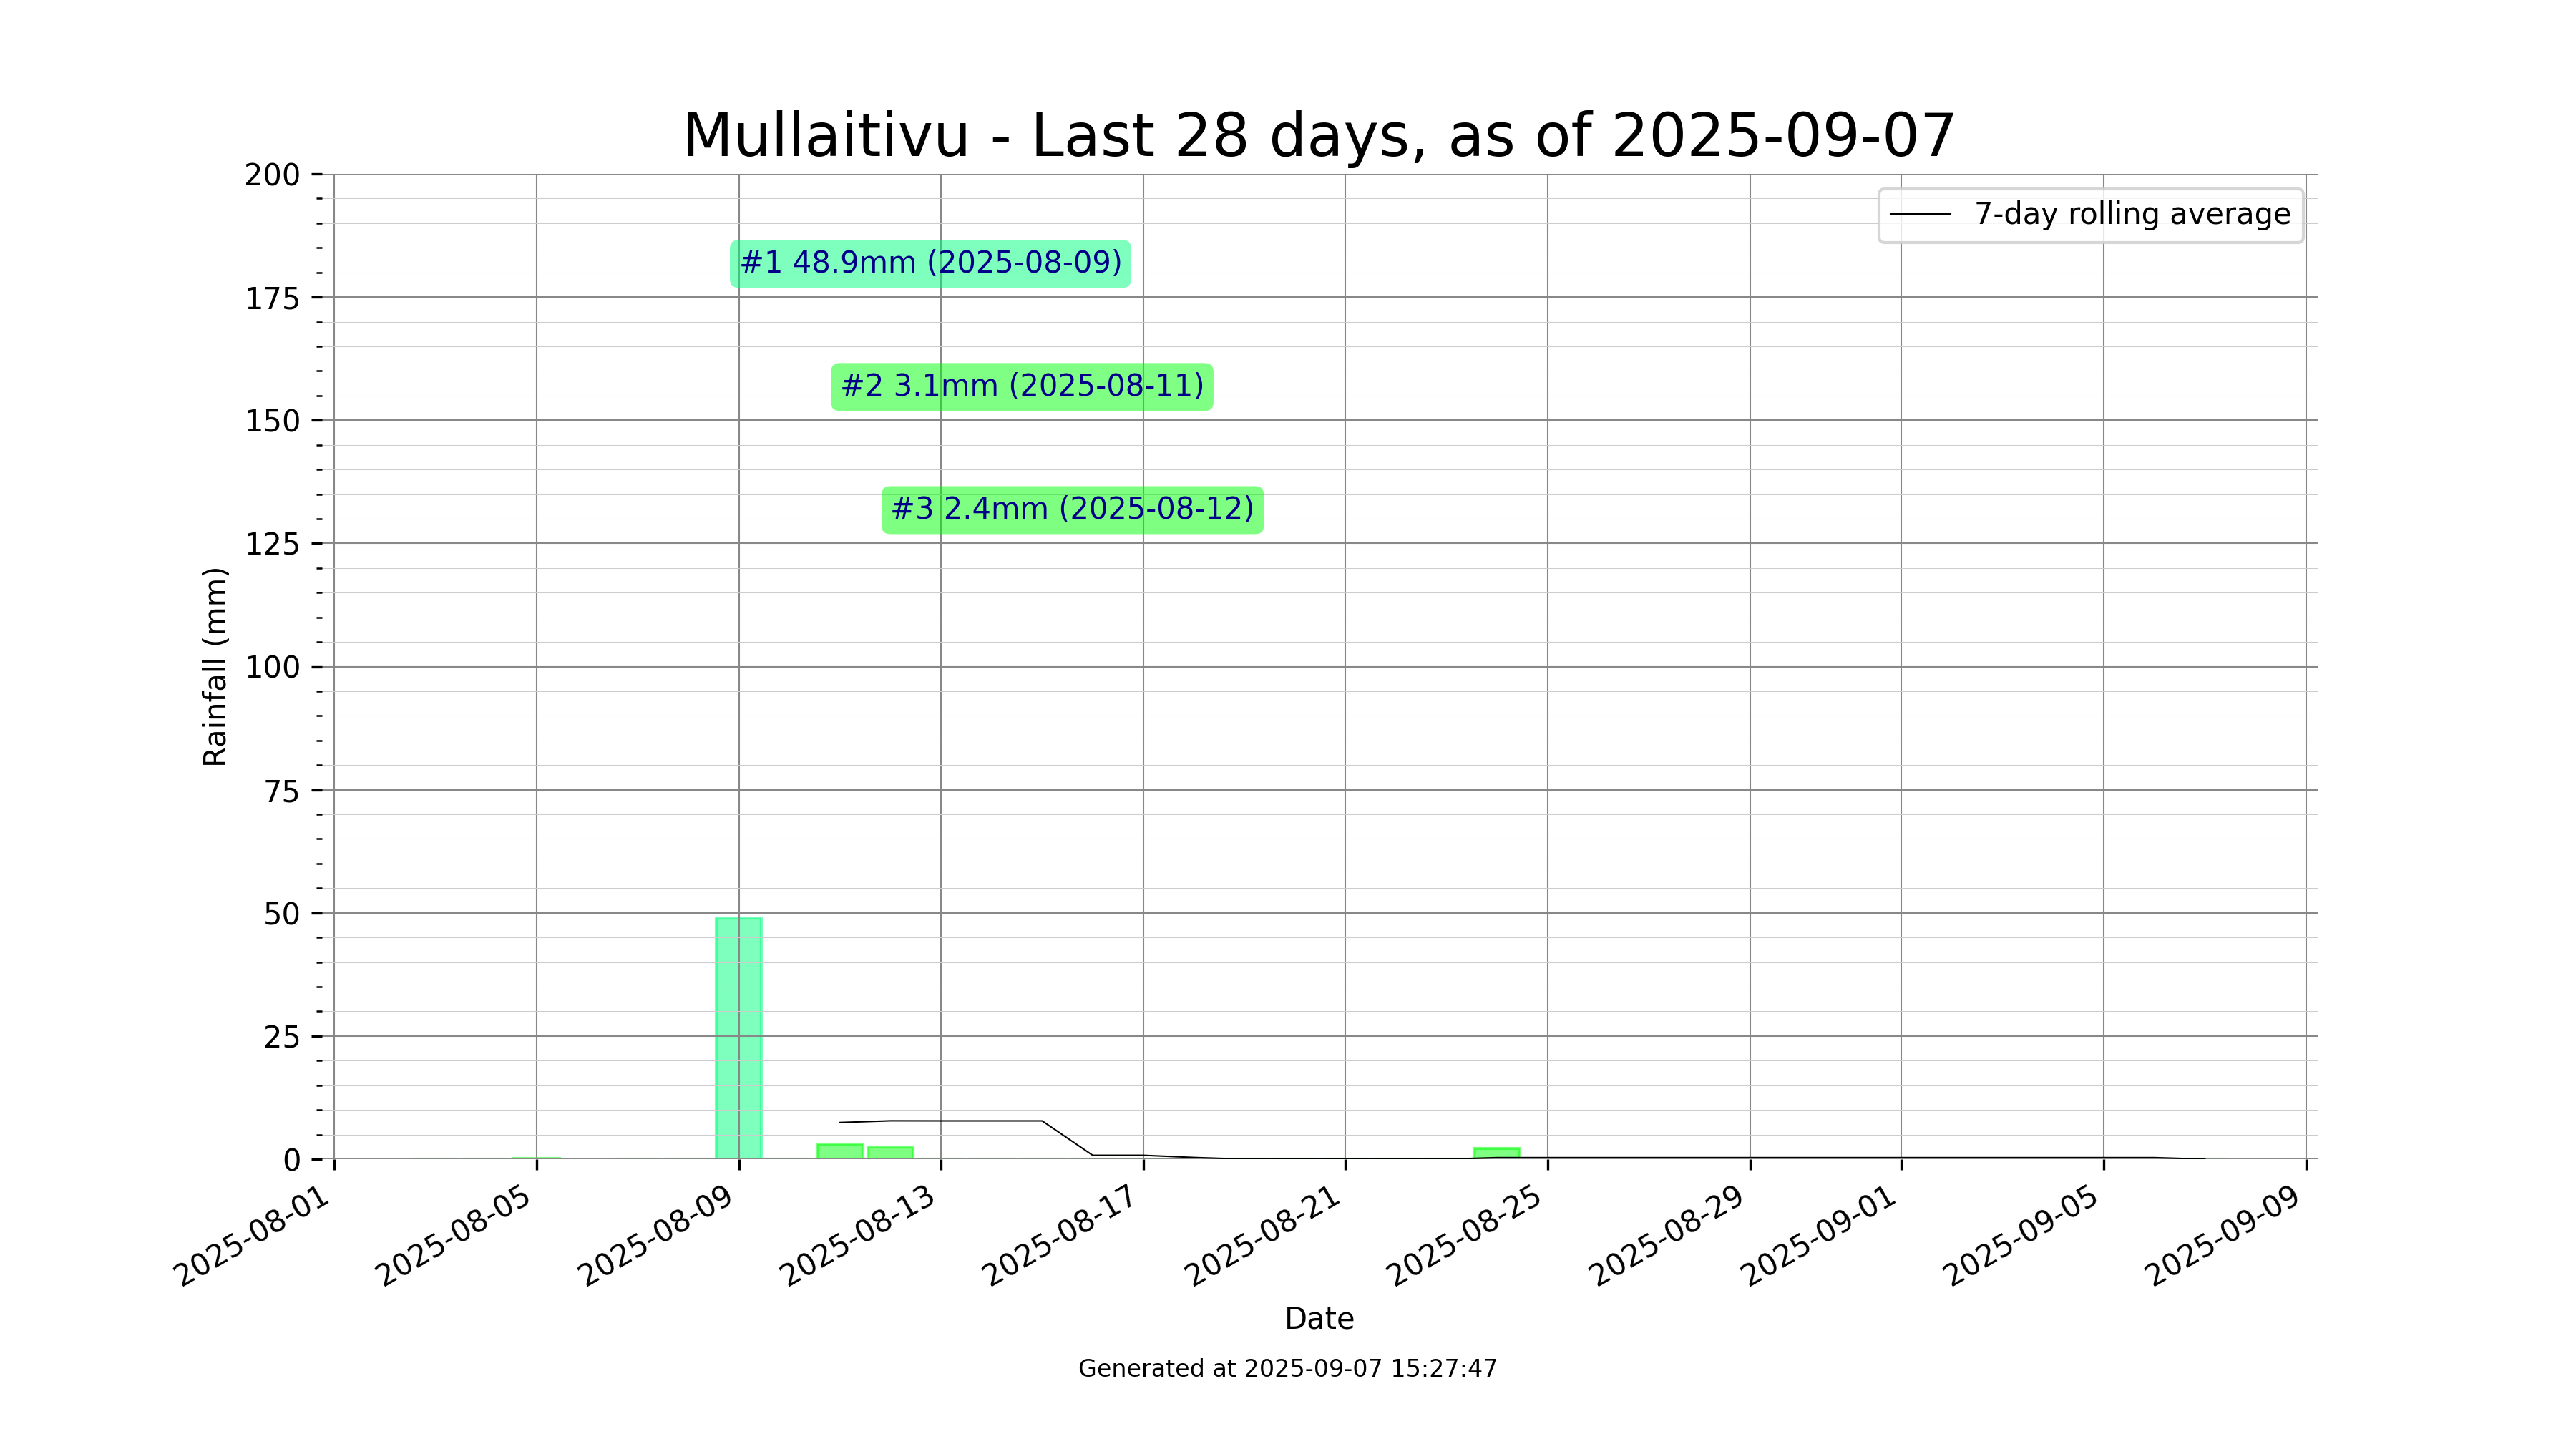 Mullaitivu - Last 28 days, as of 2025-09-07
200
175
150
125
100
75
50
25
0
Rainfall (mm)
7-day rolling average
#1 48.9mm (2025-08-09)
#2 3.1mm (2025-08-11)
#3 2.4mm (2025-08-12)
2025-08-01
2025-08-05
2025-08-09
2025-08-13
2025-08-17
2025-08-21
2025-08-25
2025-08-29
2025-09-01
2025-09-05
2025-09-09
Date
Generated at 2025-09-07 15:27:47